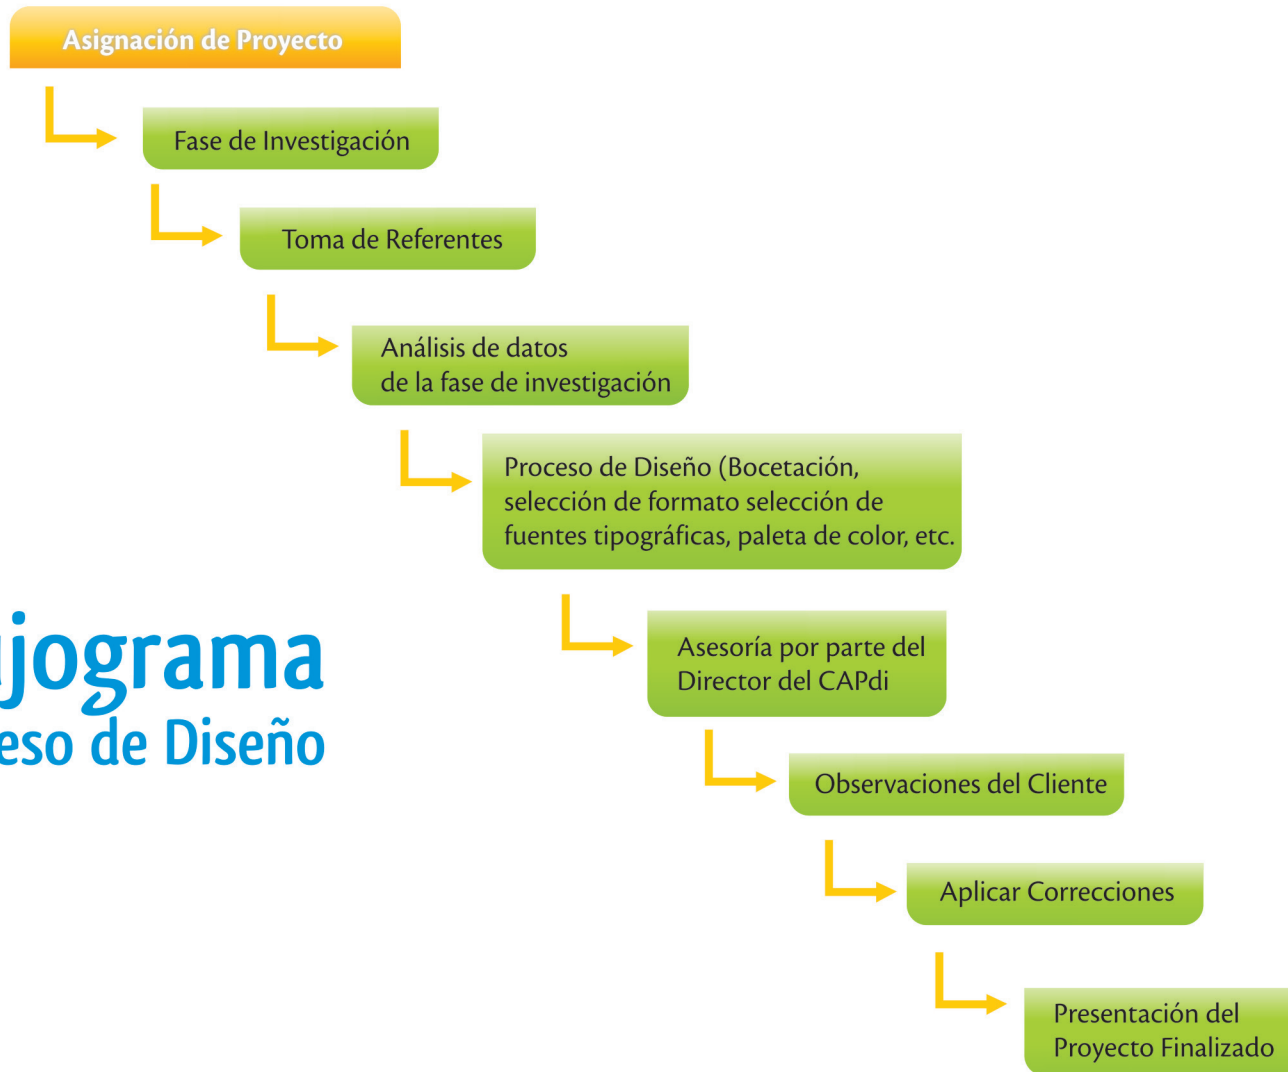 Asignación de Proyecto
Fase de Investigación
Toma de Referentes
Análisis de datos
de la fase de investigación
Proceso de Diseño (Bocetación,
selección de formato selección de
fuentes tipográficas, paleta de color, etc.
Asesoría por parte del
Director del CAPdi
ujograma
eso de Diseño
Observaciones del Cliente
Aplicar Correcciones
Presentación del
Proyecto Finalizado